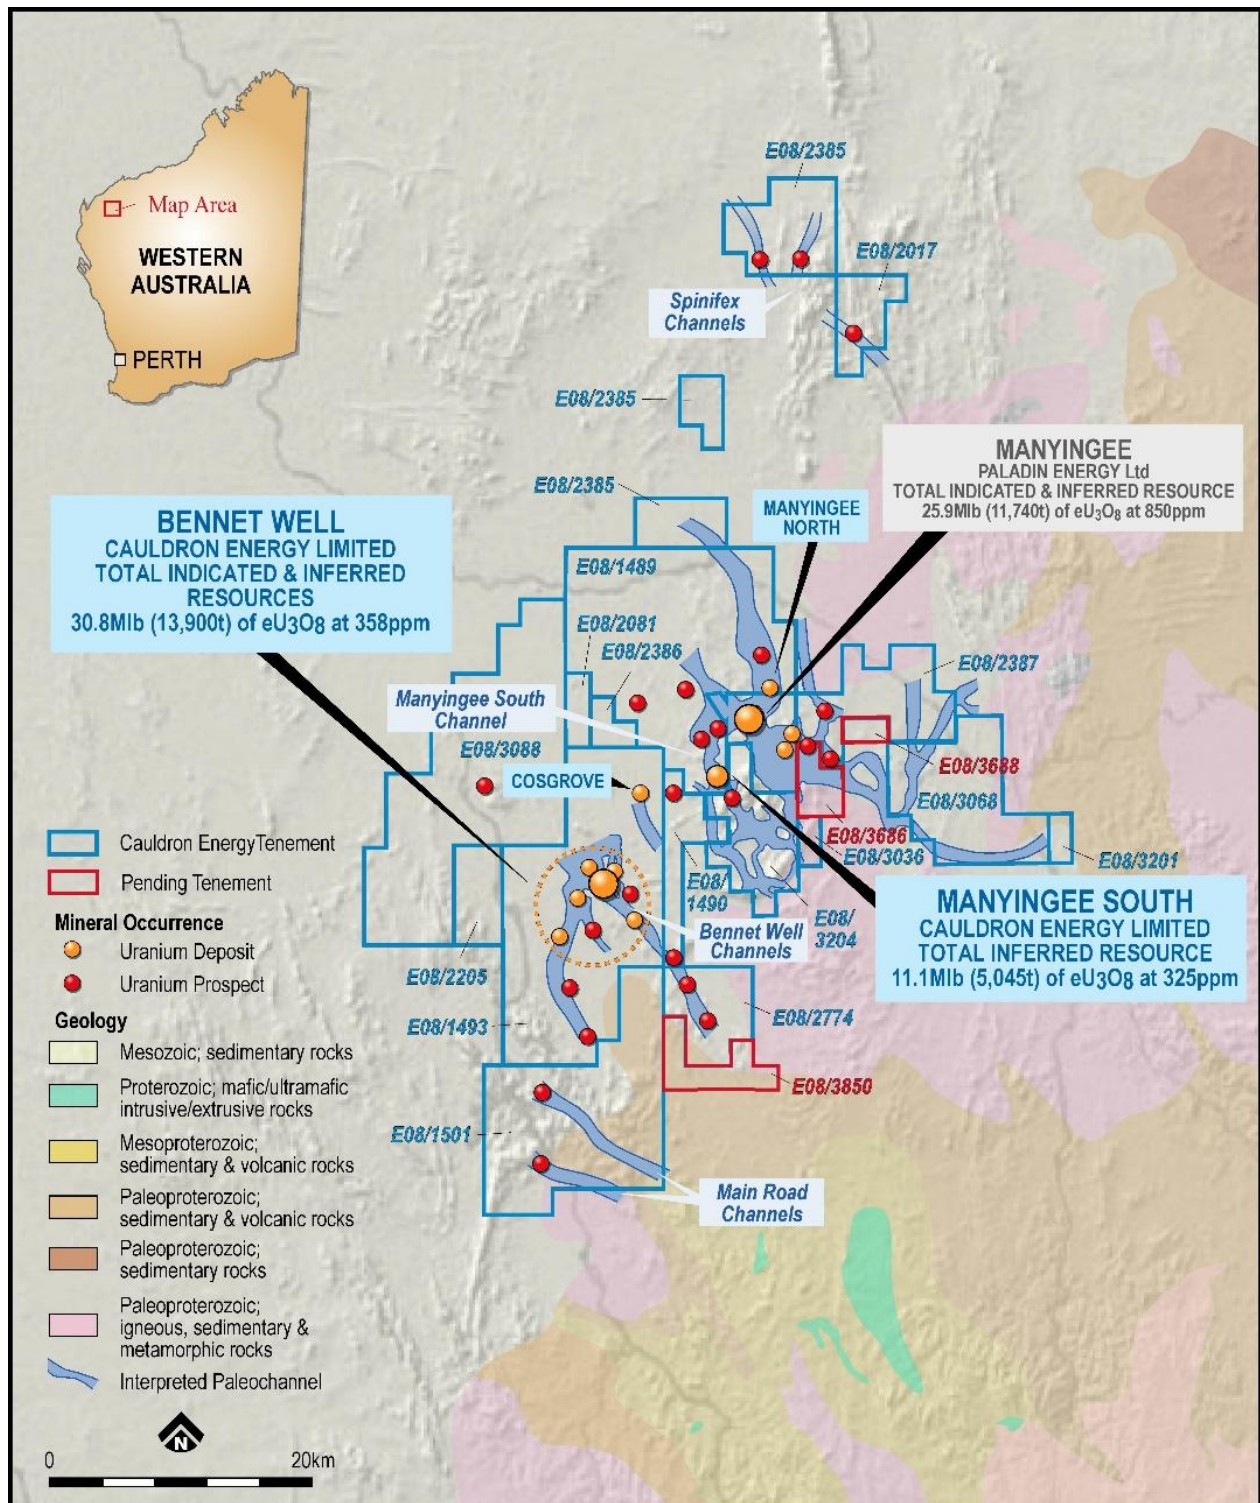 Map Area
WESTERN
AUSTRALIA
PERTH
E08/2385
E08/2017
Spinifex
Channels
E08/2385
MANYINGEE
PALADIN ENERGY Ltd
TOTAL INDICATED & INFERRED RESOURCE
25.9Mlb (11,740t) of eU3O8 at 850ppm
E08/2385
MANYINGEE
NORTH
BENNET WELL
CAULDRON ENERGY LIMITED
TOTAL INDICATED & INFERRED
RESOURCES
30.8Mlb (13,900t) of eU3O8 at 358ppm
E08/1489
E08/2081
E08/2386
E08/2387
Manyingee South
Channel
E08/3088
COSGROVE
E08/3688
E08/3068
E08/3686
E08/3036
E08/3201
E08/
1490
E08/
3204
Bennet Well
Channels
MANYINGEE SOUTH
CAULDRON ENERGY LIMITED
TOTAL INFERRED RESOURCE
11.1Mlb (5,045t) of eU3O8 at 325ppm
E08/2205
E08/1493
E08/2774
E08/3850
E08/1501
Main Road
Channels
Cauldron EnergyTenement
Pending Tenement
Mineral Occurrence
Uranium Deposit
Uranium Prospect
Geology
Mesozoic; sedimentary rocks
Proterozoic; mafic/ultramafic
intrusive/extrusive rocks
Mesoproterozoic;
sedimentary & volcanic rocks
Paleoproterozoic;
sedimentary & volcanic rocks
Paleoproterozoic;
sedimentary rocks
Paleoproterozoic;
igneous, sedimentary &
metamorphic rocks
Interpreted Paleochannel
N
0 20km